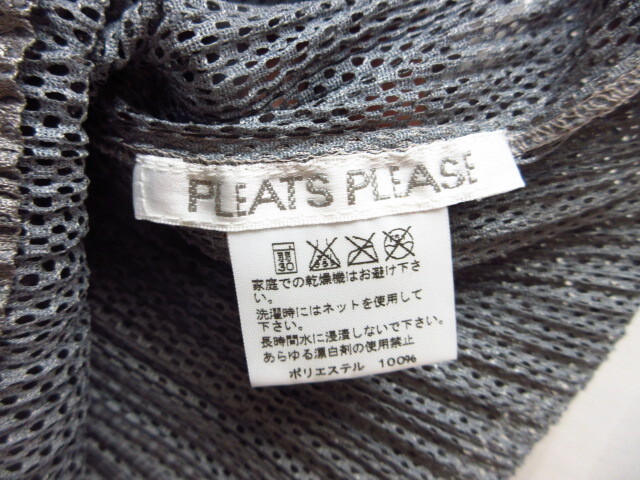 PLEATS PLEASE
弱 30
家庭での乾燥機はお避け下さ
い。
洗濯時にはネットを使用して
下さい。
長時間水に浸漬しないで下さい。
あらゆる漂白剤の使用禁止
ポリエステル 100%